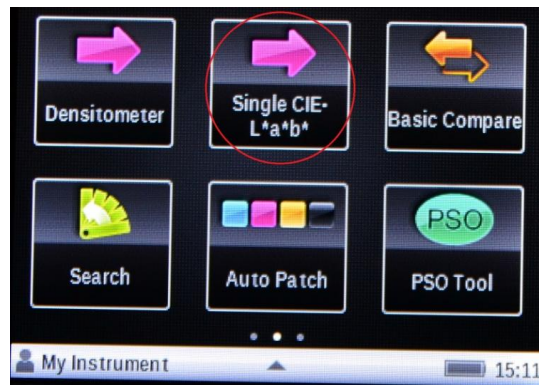 Densitometer
Single CIE-
L*a*b*
Basic Compare
PSO
Search
Auto Patch
PSO Tool
My Instrument
15:11